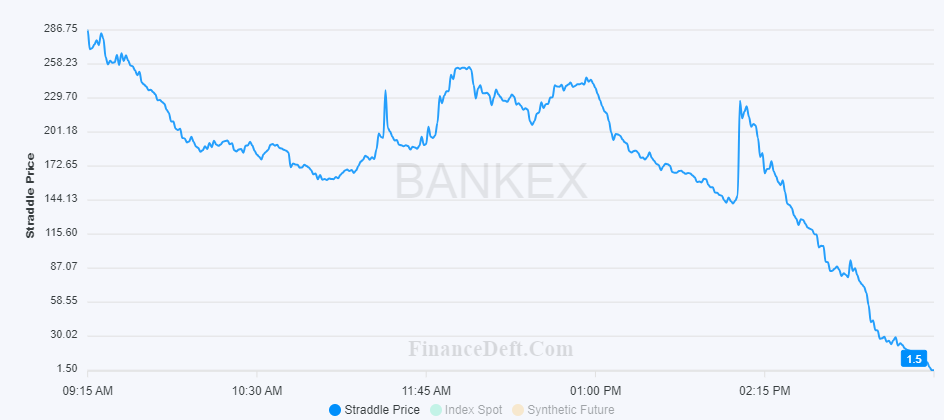 286.75
258.23
229.70
201.18
172.65
144.13
115.60
87.07
58.55
30.02
1.50
Straddle Price
BANKEX
FinanceDeft.Com
1.5
09:15 AM 10:30 AM 11:45 AM 01:00 PM 02:15 PM
Straddle Price Index Spot Synthetic Future